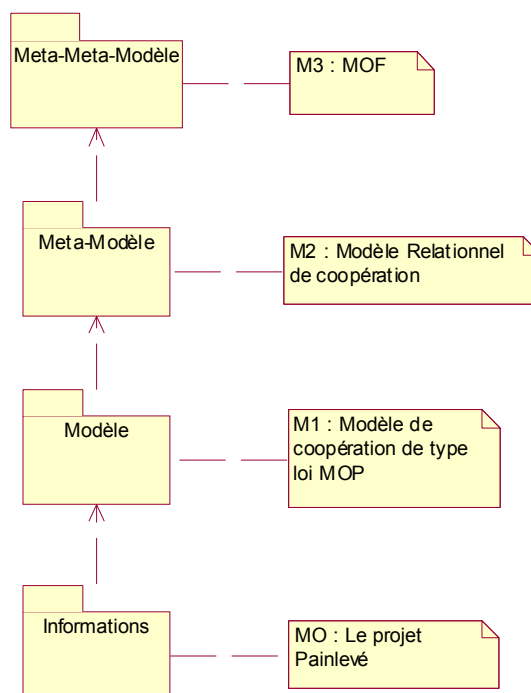 Meta-Meta-Modèle
M3 : MOF
Meta-Modèle
M2 : Modèle Relationnel
de coopération
Modèle
M1 : Modèle de
coopération de type
loi MOP
Informations
MO : Le projet
Painlevé